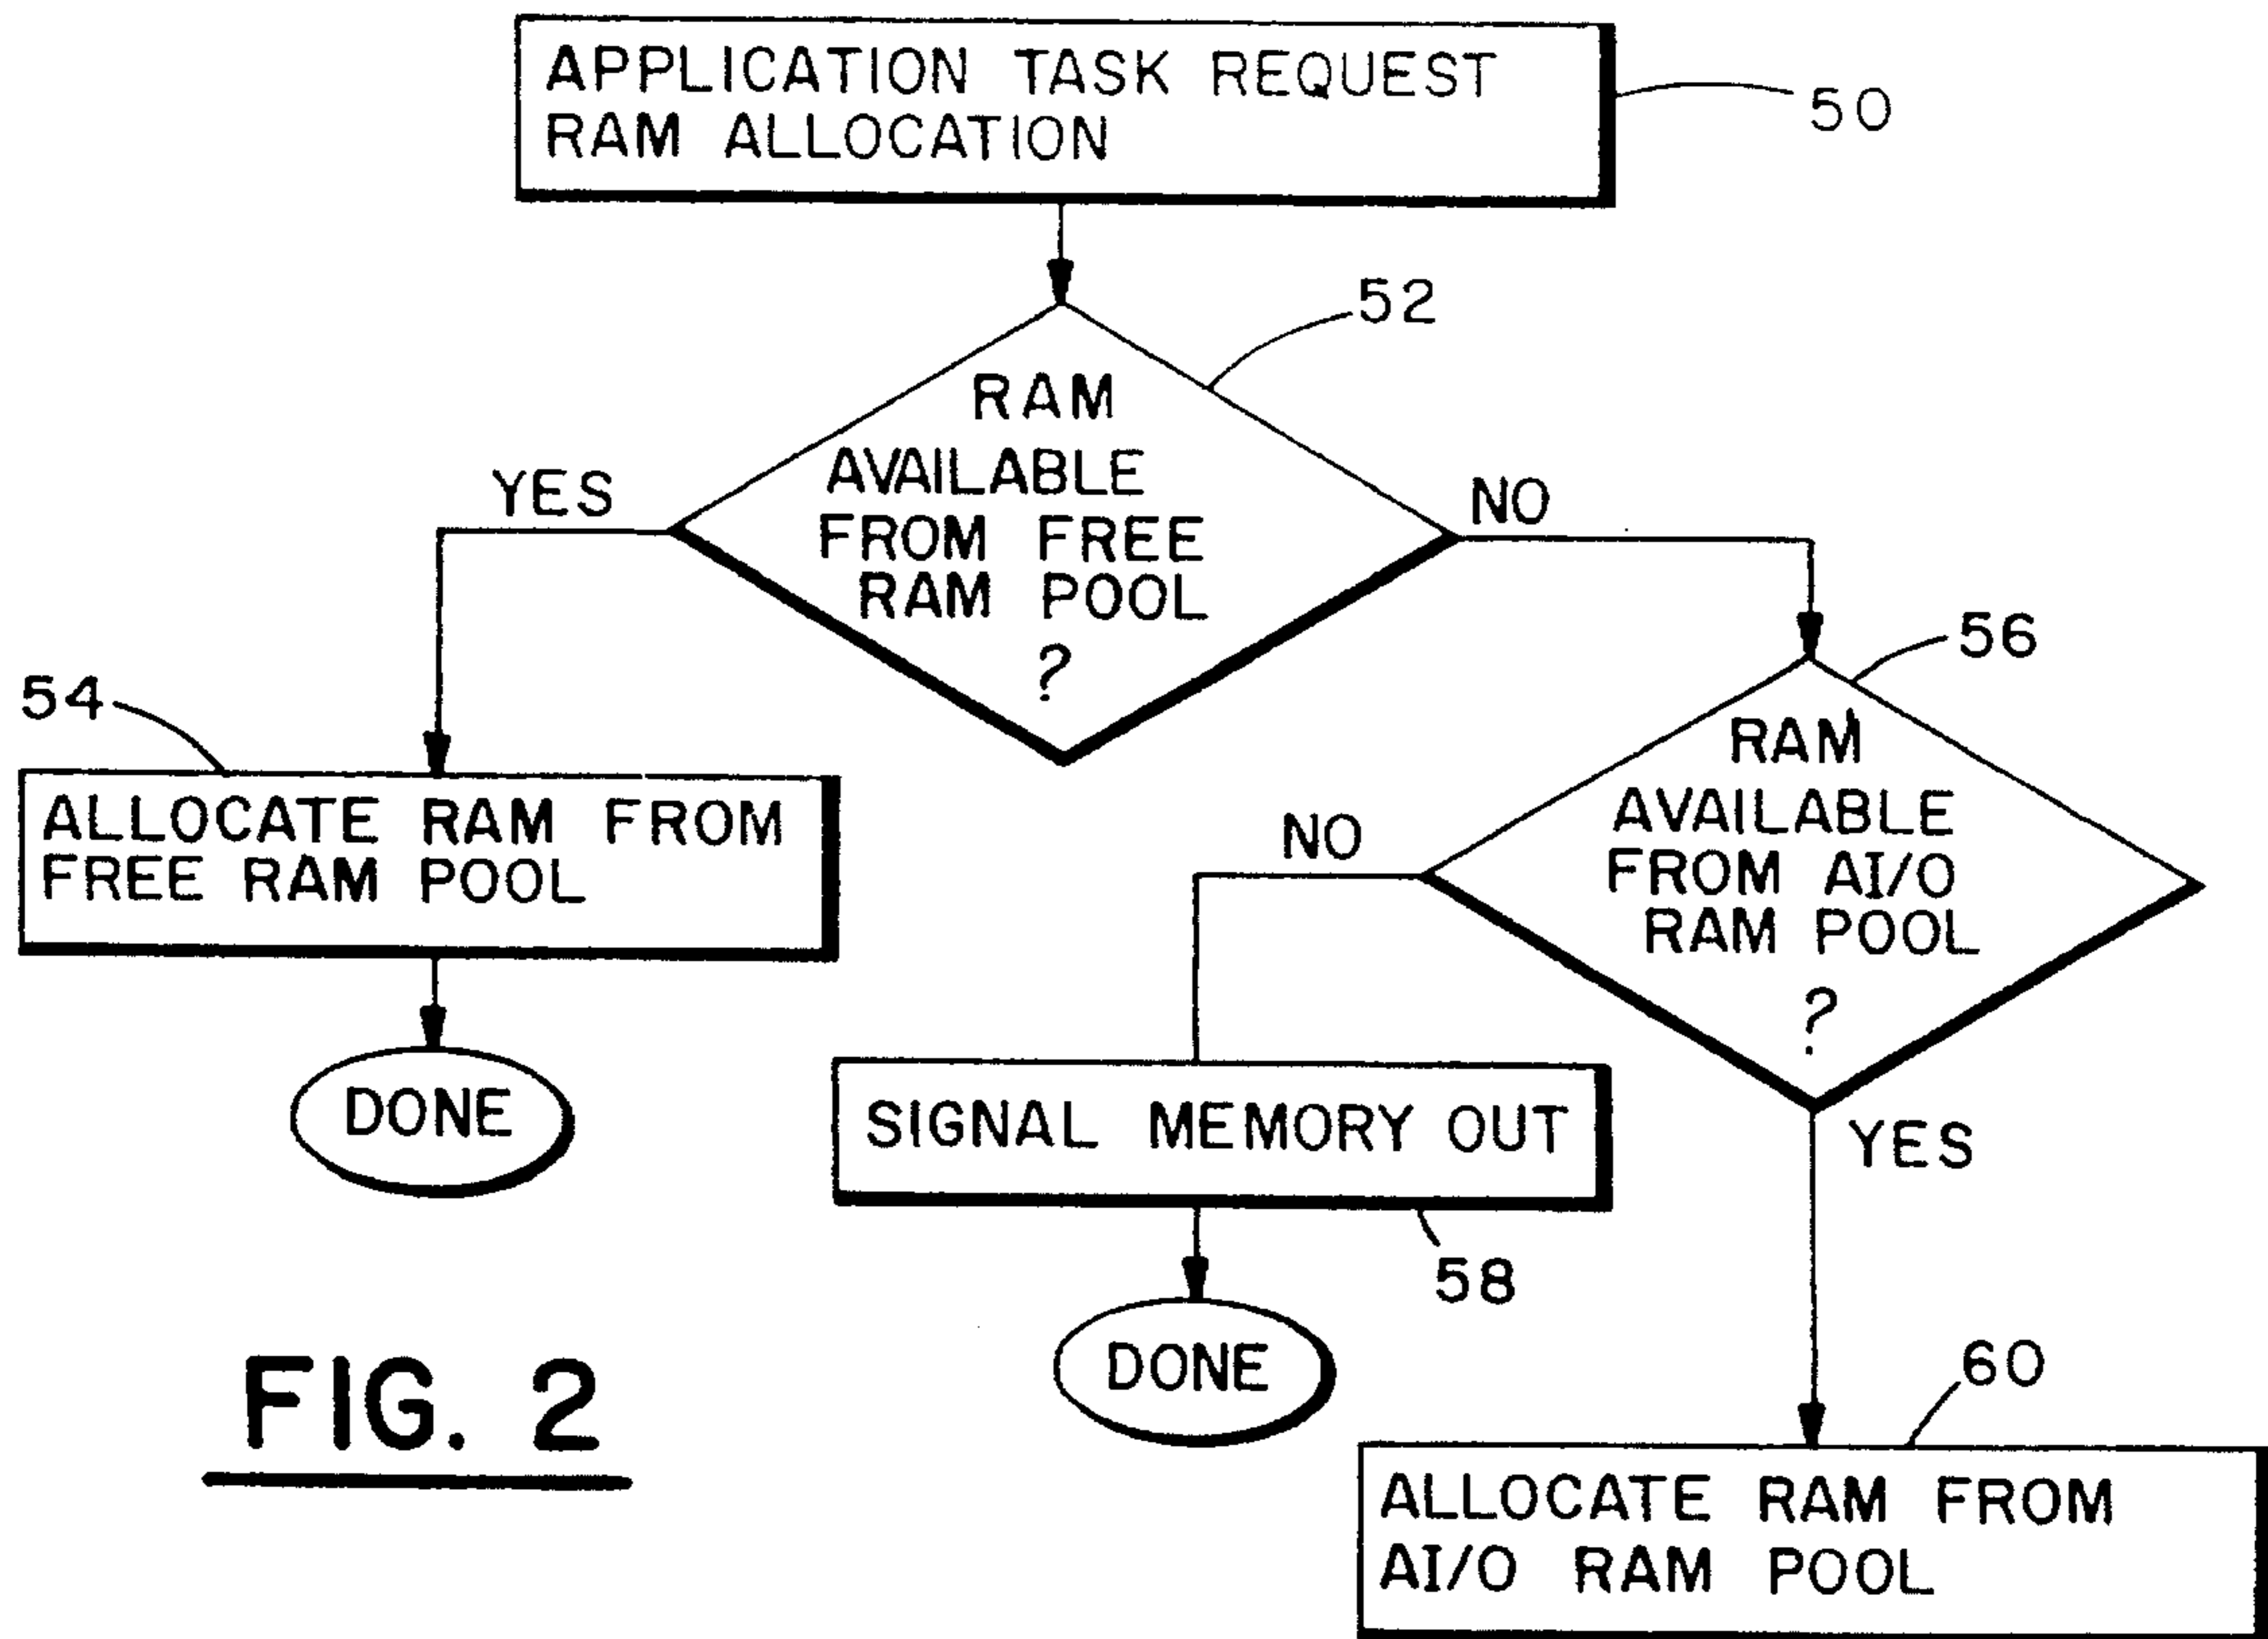 APPLICATION TASK REQUEST
RAM ALLOCATION
50
52
RAM
AVAILABLE
FROM FREE
RAM POOL
?
YES
NO
54
ALLOCATE RAM FROM
FREE RAM POOL
DONE
56
RAM
AVAILABLE
FROM AI/O
RAM POOL
?
NO
YES
SIGNAL MEMORY OUT
58
DONE
60
ALLOCATE RAM FROM
AI/O RAM POOL
FIG. 2